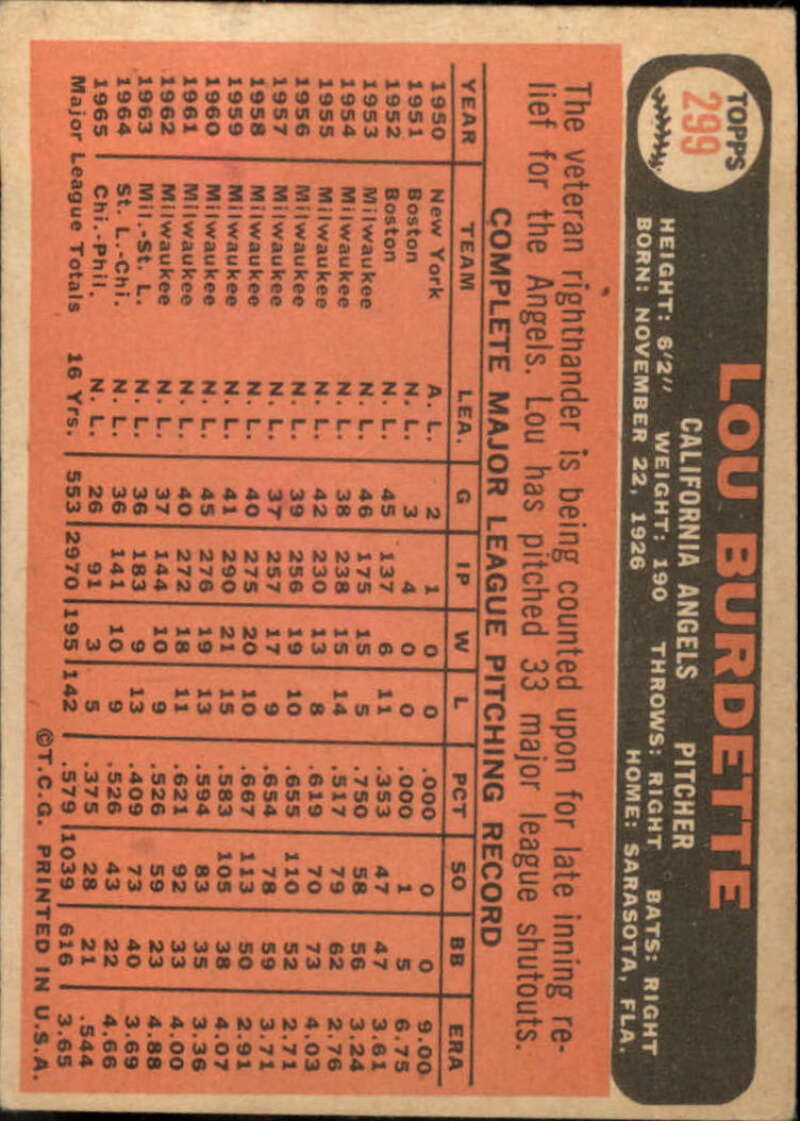 TOPPS
299
LOU BURDETTE
CALIFORNIA ANGELS PITCHER
HEIGHT: 6'2" WEIGHT: 190 THROWS: RIGHT BATS: RIGHT
BORN: NOVEMBER 22, 1926 HOME: SARASOTA, FLA.
The veteran righthander is being counted upon for late inning re-
lief for the Angels. Lou has pitched 33 major league shutouts.
COMPLETE MAJOR LEAGUE PITCHING RECORD
YEAR TEAM LEA. G IP W L PCT SO BB ERA
1950 New York A. L. 2 1 0 0 .000 0 0 9.00
1951 Boston N. L. 3 4 0 0 .000 1 5 6.75
1952 Boston N. L. 45 137 6 11 .353 47 47 3.61
1953 Milwaukee N. L. 46 175 15 5 .750 58 56 3.24
1954 Milwaukee N. L. 38 238 15 14 .517 79 62 2.76
1955 Milwaukee N. L. 42 230 13 8 .619 70 73 4.03
1956 Milwaukee N. L. 39 256 19 10 .655 110 52 2.71
1957 Milwaukee N. L. 37 257 17 9 .654 78 59 3.71
1958 Milwaukee N. L. 40 275 20 10 .667 113 50 2.91
1959 Milwaukee N. L. 41 290 21 15 .583 105 38 4.07
1960 Milwaukee N. L. 45 276 19 13 .594 83 35 3.36
1961 Milwaukee N. L. 40 272 18 11 .621 92 33 4.00
1962 Milwaukee N. L. 37 144 10 9 .526 59 23 4.88
1963 Mil.-St. L. N. L. 36 183 9 13 .409 73 40 3.69
1964 St. L.-Chi. N. L. 36 141 10 9 .526 43 22 4.66
1965 Chi.-Phil. N. L. 26 91 3 5 .375 28 21 .544
Major League Totals 16 Yrs. 553 2970 195 142 .579 1039 616 3.65
©T.C.G. PRINTED IN U.S.A.